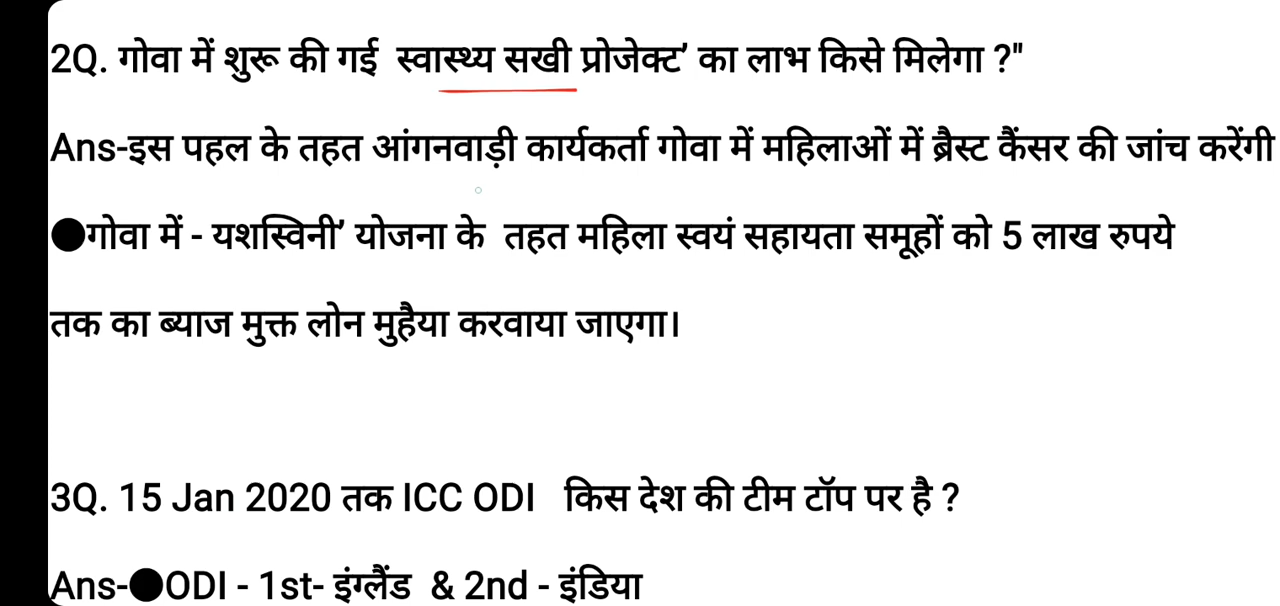 2Q. गोवा में शुरू की गई स्वास्थ्य सखी प्रोजेक्ट' का लाभ किसे मिलेगा ?"
Ans-इस पहल के तहत आंगनवाड़ी कार्यकर्ता गोवा में महिलाओं में ब्रैस्ट कैंसर की जांच करेंगी
●गोवा में - यशस्विनी' योजना के तहत महिला स्वयं सहायता समूहों को 5 लाख रुपये
तक का ब्याज मुक्त लोन मुहैया करवाया जाएगा।
3Q. 15 Jan 2020 तक ICC ODI किस देश की टीम टॉप पर है ?
Ans-●ODI - 1st- इंग्लैंड & 2nd - इंडिया